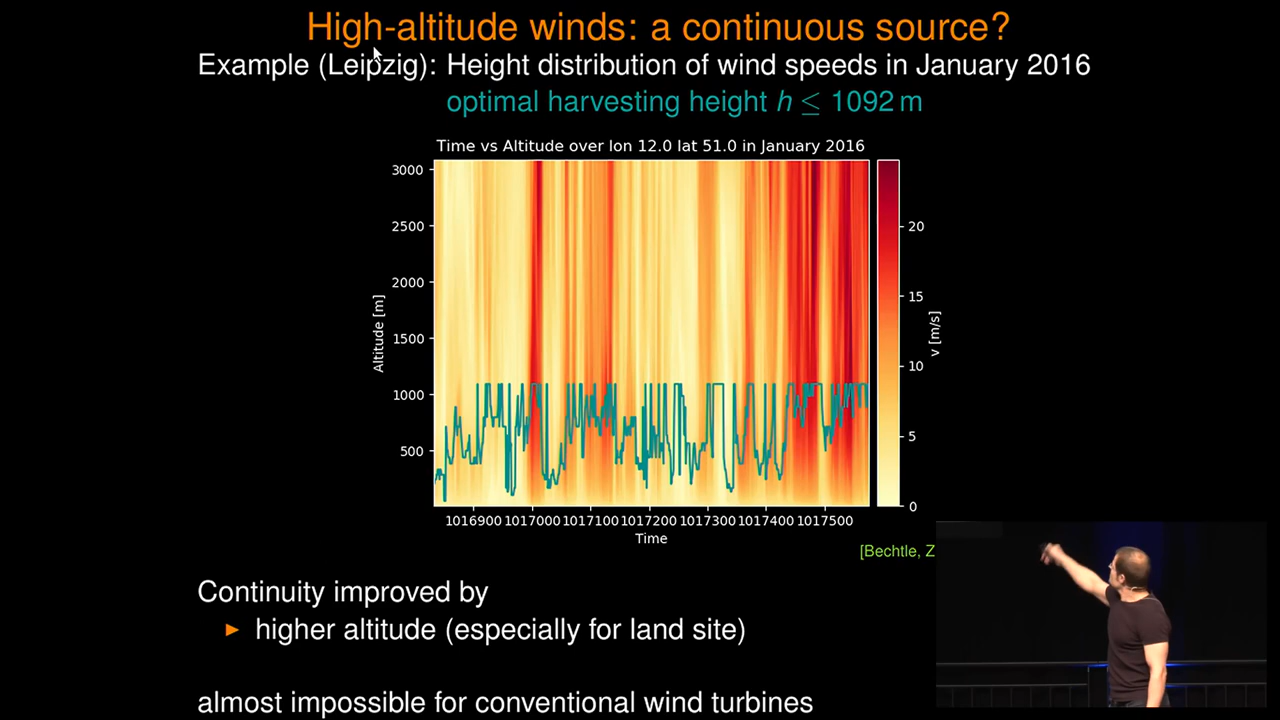 High-altitude winds: a continuous source?
Example (Leipzig): Height distribution of wind speeds in January 2016
optimal harvesting height h ≤ 1092 m
Time vs Altitude over lon 12.0 lat 51.0 in January 2016
3000
2500
2000
1500
1000
500
Altitude [m]
20
15
10
5
0
v [m/s]
1016900 1017000 1017100 1017200 1017300 1017400 1017500
Time
[Bechtle, Z
Continuity improved by
► higher altitude (especially for land site)
almost impossible for conventional wind turbines